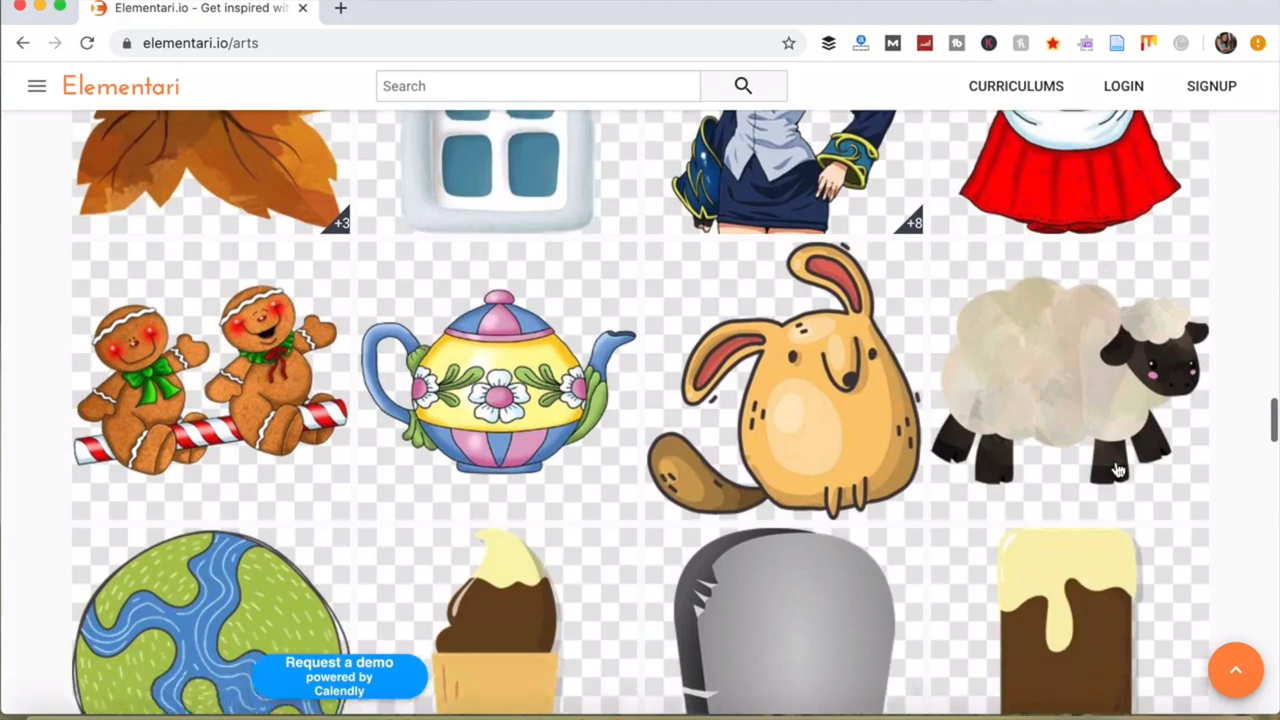 Elementari.io - Get inspired wit
elementari.io/arts
Elementari
Search
CURRICULUMS
LOGIN
SIGNUP
+3
+8
Request a demo
powered by
Calendly